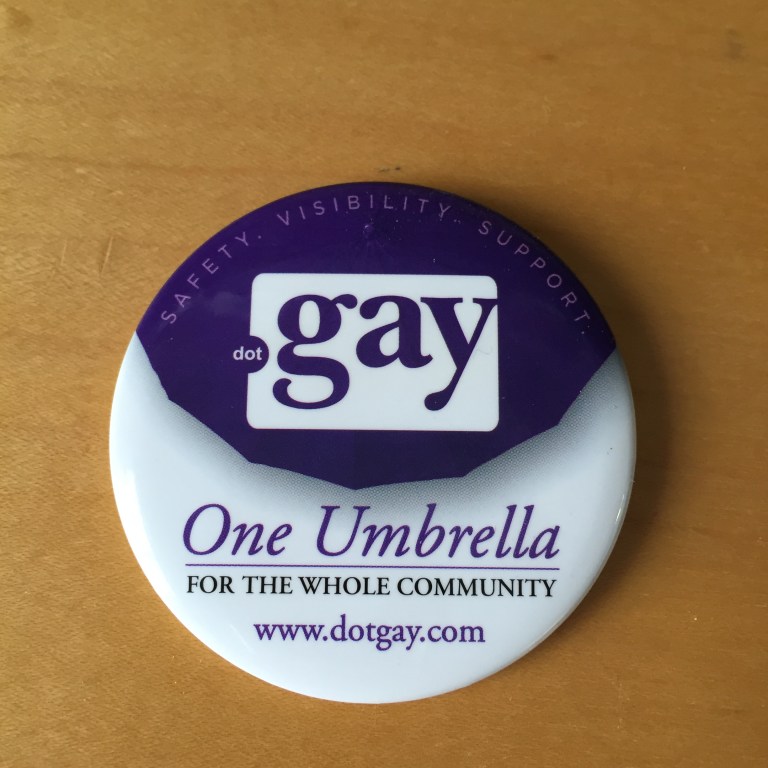 SAFETY. VISIBILITY. SUPPORT.
dot
gay
One Umbrella
FOR THE WHOLE COMMUNITY
www.dotgay.com